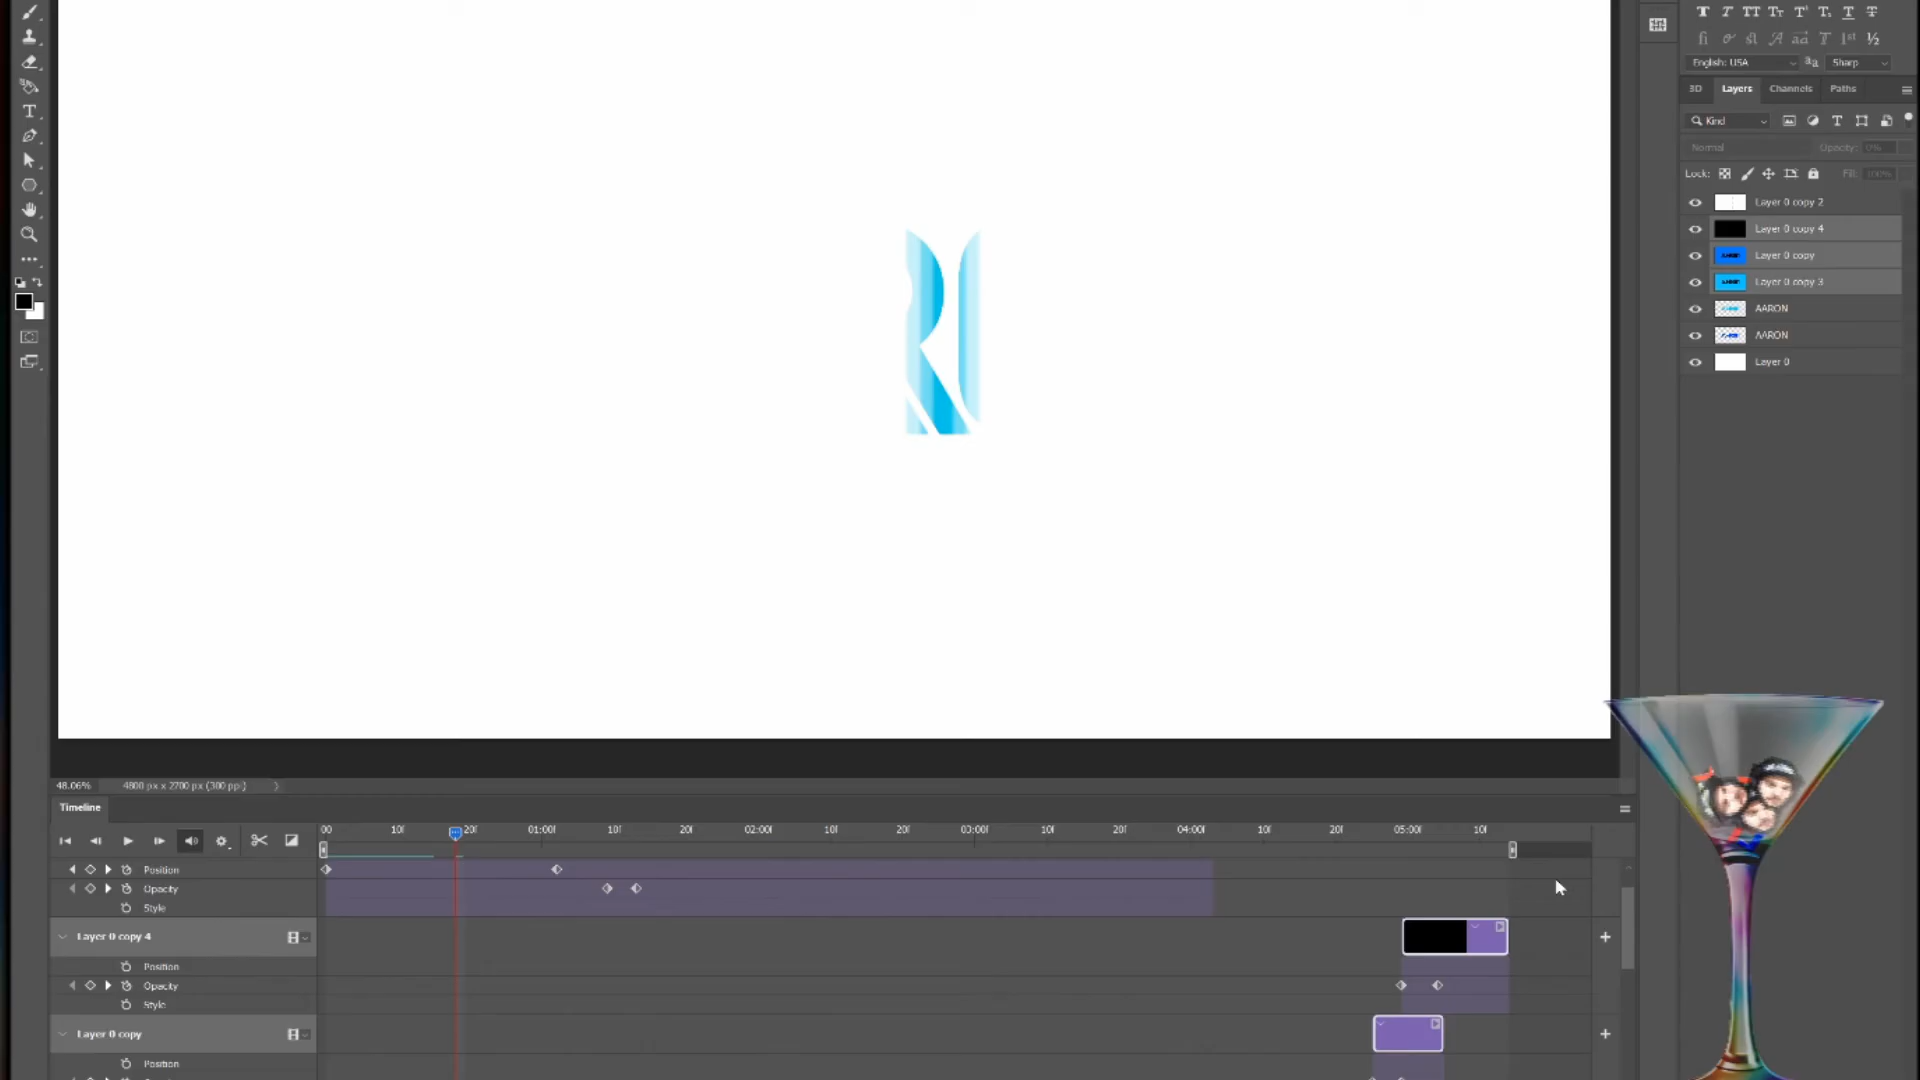 English: USA
aa
Sharp
3D Layers Channels Paths
Kind
Normal
Opacity: 0%
Lock:
Fill: 100%
Layer 0 copy 2
Layer 0 copy 4
Layer 0 copy
Layer 0 copy 3
AARON
AARON
Layer 0
48.06% 4800 px x 2700 px (300 ppi)
Timeline
00 10f 20f 01:00f 10f 20f 02:00f 10f 20f 03:00f 10f 20f 04:00f 10f 20f 05:00f 10f
Position
Opacity
Style
Layer 0 copy 4
Position
Opacity
Style
Layer 0 copy
Position